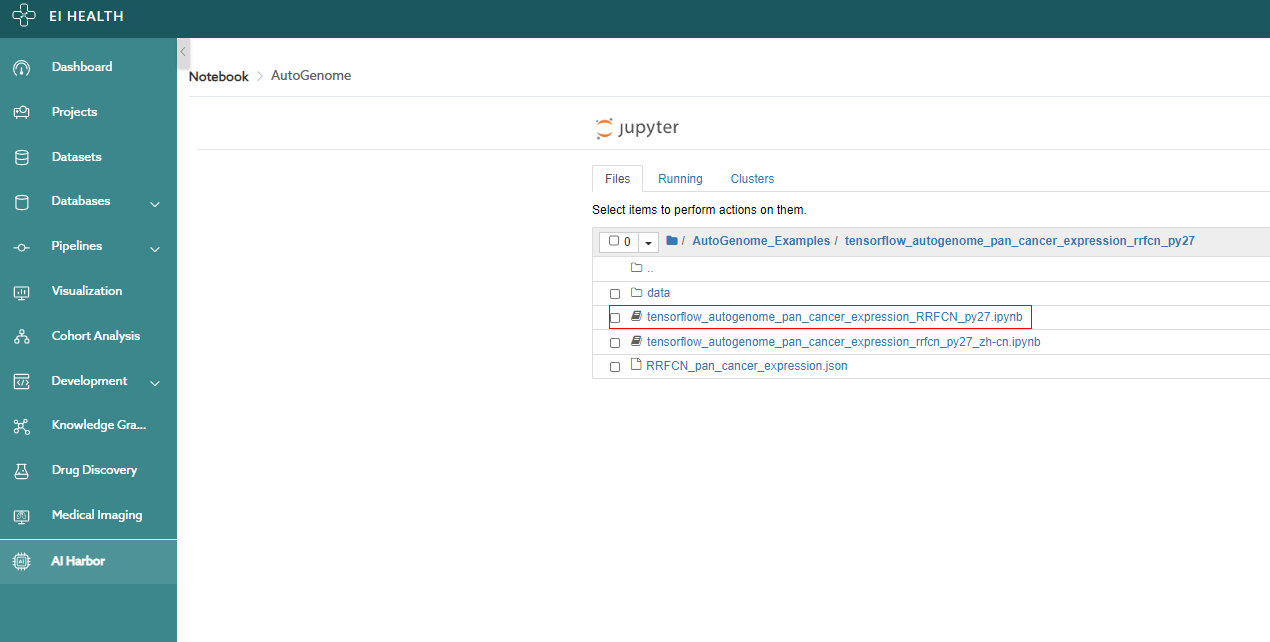 EI HEALTH
Dashboard
Projects
Datasets
Databases
Pipelines
Visualization
Cohort Analysis
Development
Knowledge Gra...
Drug Discovery
Medical Imaging
AI Harbor
Notebook > AutoGenome
jupyter
Files Running Clusters
Select items to perform actions on them.
0 / AutoGenome_Examples / tensorflow_autogenome_pan_cancer_expression_rrfcn_py27
..
data
tensorflow_autogenome_pan_cancer_expression_RRFCN_py27.ipynb
tensorflow_autogenome_pan_cancer_expression_rrfcn_py27_zh-cn.ipynb
RRFCN_pan_cancer_expression.json